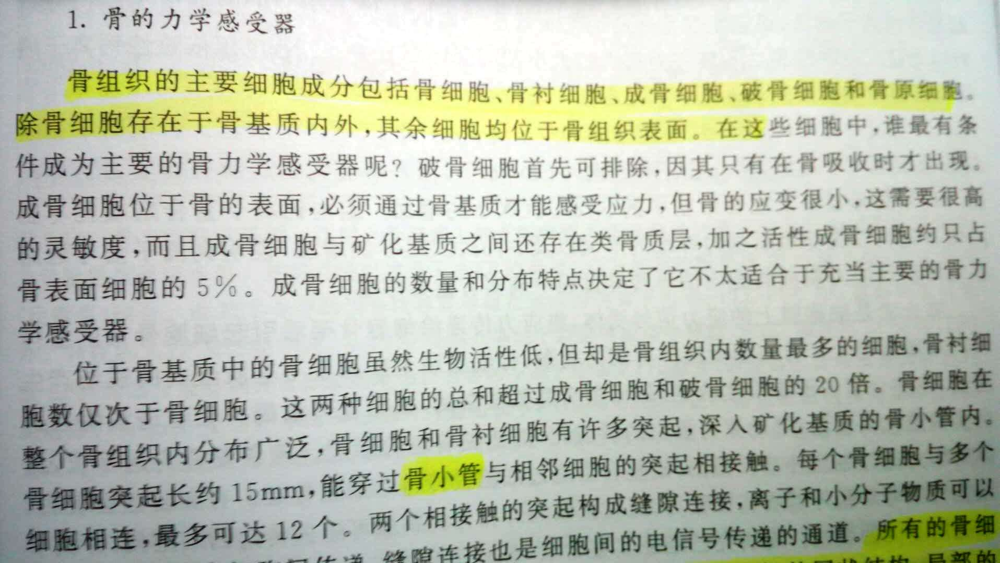 1. 骨的力学感受器
骨组织的主要细胞成分包括骨细胞、骨衬细胞、成骨细胞、破骨细胞和骨原细胞。
除骨细胞存在于骨基质内外,其余细胞均位于骨组织表面。在这些细胞中,谁最有条
件成为主要的骨力学感受器呢?破骨细胞首先可排除,因其只有在骨吸收时才出现。
成骨细胞位于骨的表面,必须通过骨基质才能感受应力,但骨的应变很小,这需要很高
的灵敏度,而且成骨细胞与矿化基质之间还存在类骨质层,加之活性成骨细胞约只占
骨表面细胞的 5%。成骨细胞的数量和分布特点决定了它不太适合于充当主要的骨力
学感受器。
位于骨基质中的骨细胞虽然生物活性低,但却是骨组织内数量最多的细胞,骨衬细
胞数仅次于骨细胞。这两种细胞的总和超过成骨细胞和破骨细胞的 20 倍。骨细胞在
整个骨组织内分布广泛,骨细胞和骨衬细胞有许多突起,深入矿化基质的骨小管内。
骨细胞突起长约 15mm,能穿过骨小管与相邻细胞的突起相接触。每个骨细胞与多个
细胞相连,最多可达 12 个。两个相接触的突起构成缝隙连接,离子和小分子物质可以
缝隙连接也是细胞间的电信号传递的通道。所有的骨细
局部的